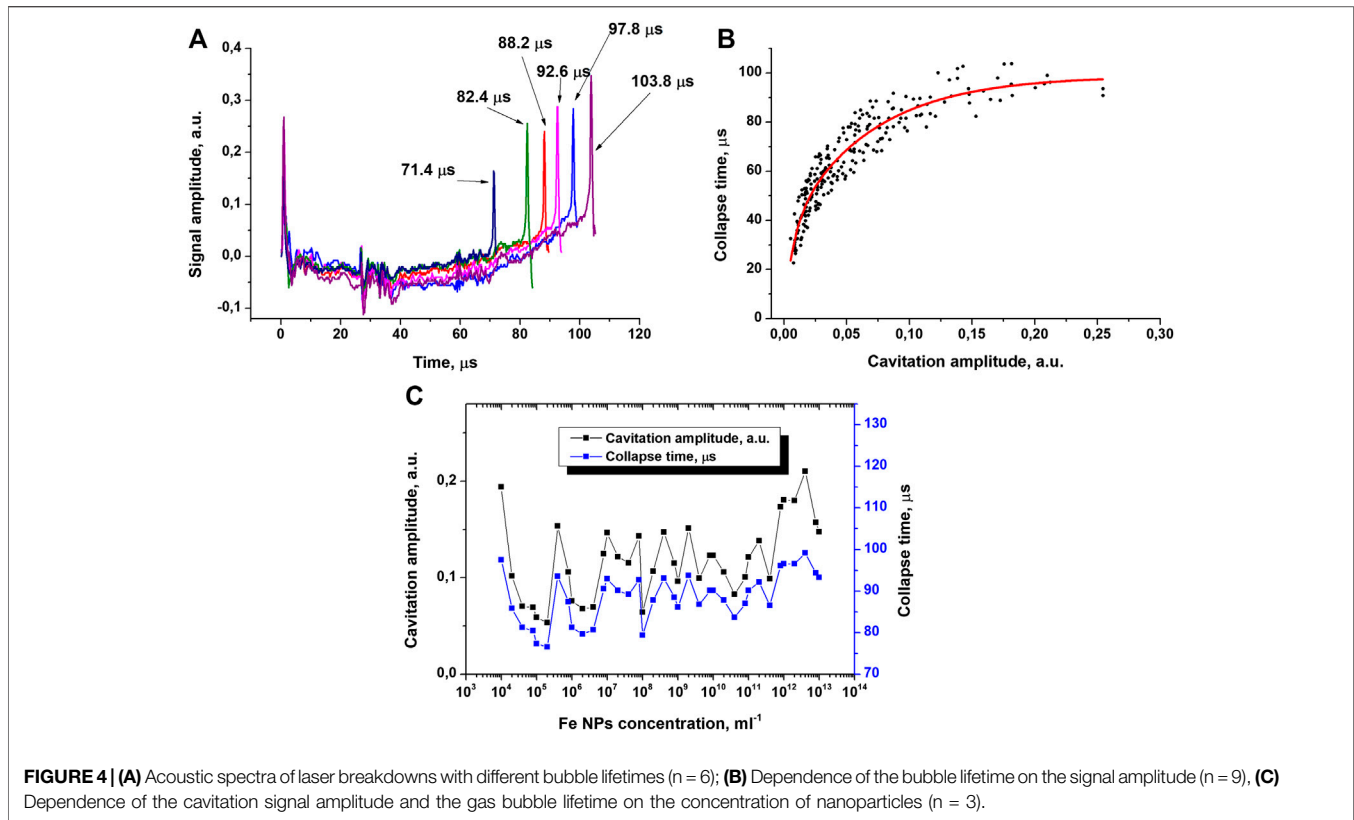 A
0,4
0,3
0,2
0,1
0,0
-0,1
Signal amplitude, a.u.
0 20 40 60 80 100 120
Time, μs
71.4 μs
82.4 μs
88.2 μs
92.6 μs
97.8 μs
103.8 μs
B
100
80
60
40
20
0
Collapse time, μs
0,00 0,05 0,10 0,15 0,20 0,25 0,30
Cavitation amplitude, a.u.
C
Cavitation amplitude, a.u.
Collapse time, μs
0,2
0,1
0,0
Cavitation amplitude, a.u.
135
130
120
110
100
90
80
70
Collapse time, μs
10³ 10⁴ 10⁵ 10⁶ 10⁷ 10⁸ 10⁹ 10¹⁰ 10¹¹ 10¹² 10¹³ 10¹⁴
Fe NPs concentration, ml⁻¹
FIGURE 4 | (A) Acoustic spectra of laser breakdowns with different bubble lifetimes (n = 6); (B) Dependence of the bubble lifetime on the signal amplitude (n = 9), (C)
Dependence of the cavitation signal amplitude and the gas bubble lifetime on the concentration of nanoparticles (n = 3).